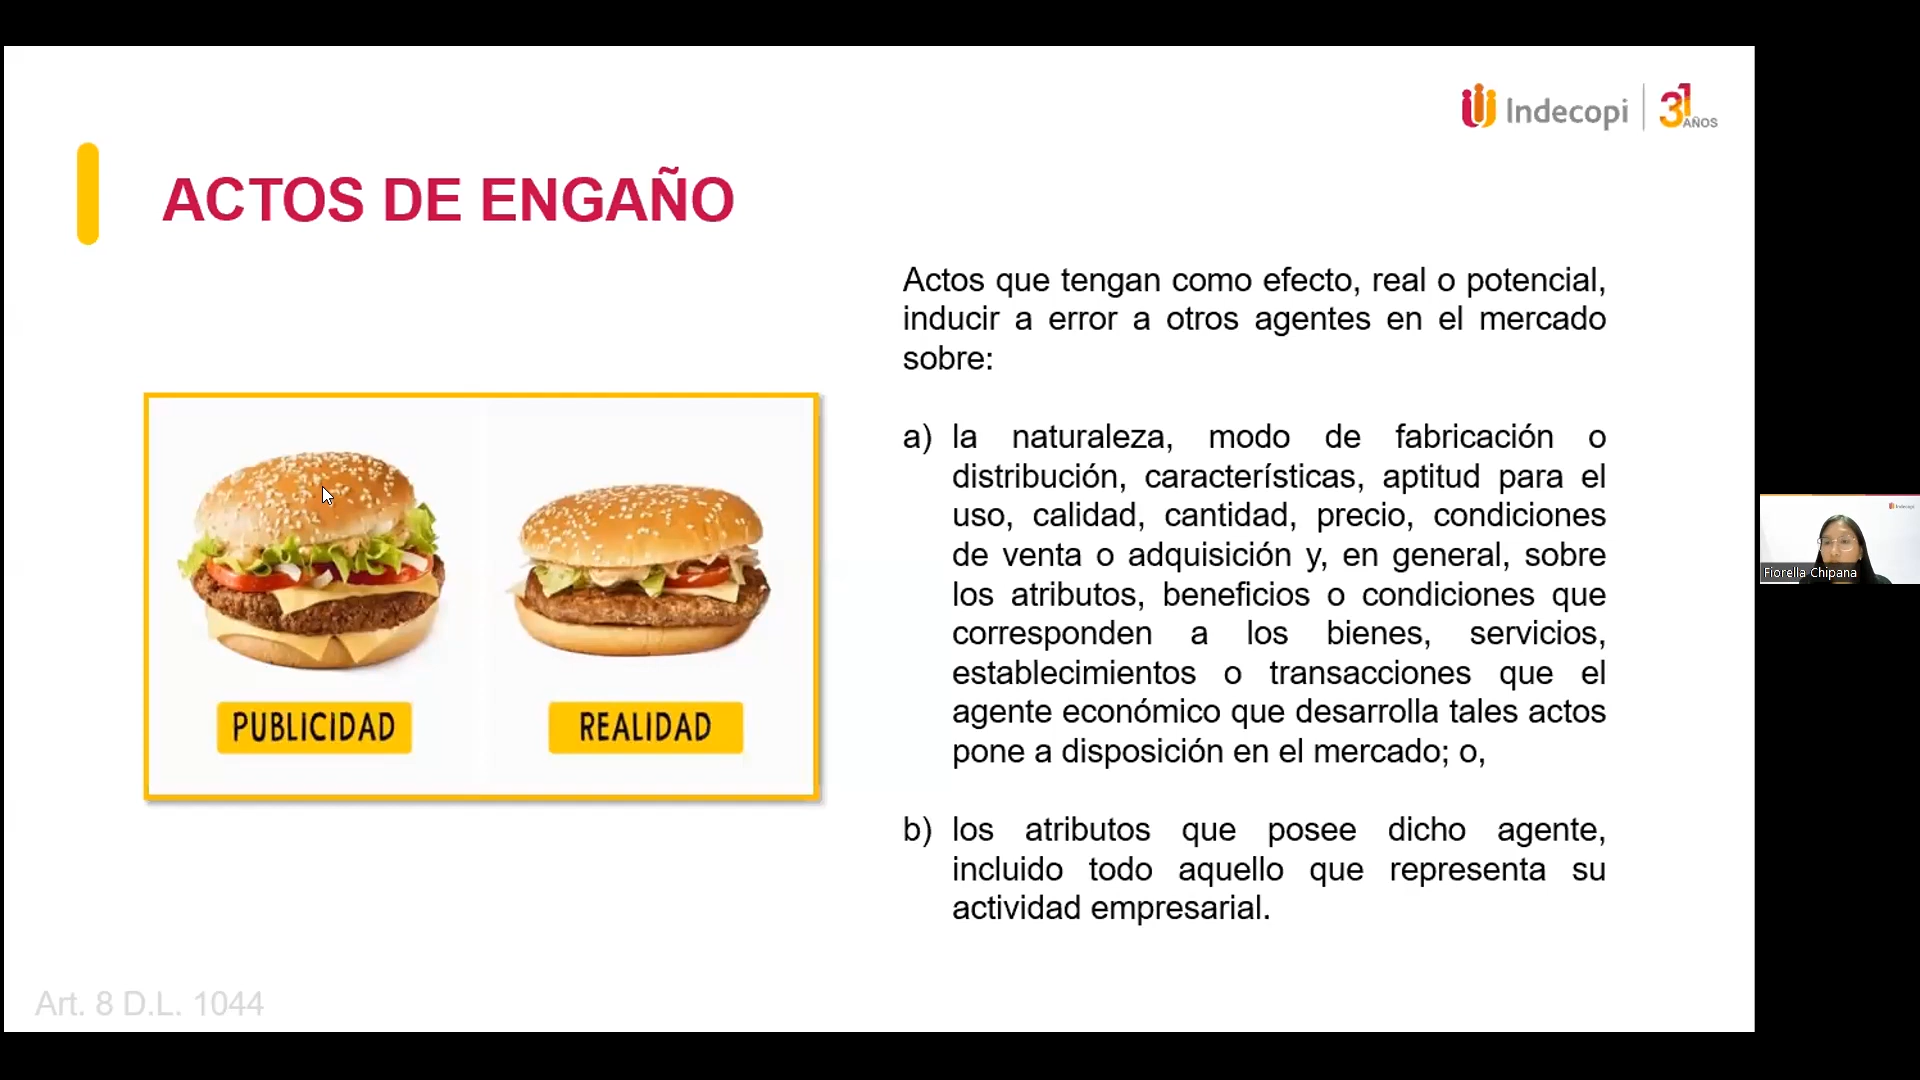 Indecopi
31 AÑOS
ACTOS DE ENGAÑO
Actos que tengan como efecto, real o potencial,
inducir a error a otros agentes en el mercado
sobre:
a) la naturaleza, modo de fabricación o
distribución, características, aptitud para el
uso, calidad, cantidad, precio, condiciones
de venta o adquisición y, en general, sobre
los atributos, beneficios o condiciones que
corresponden a los bienes, servicios,
establecimientos o transacciones que el
agente económico que desarrolla tales actos
pone a disposición en el mercado; o,
b) los atributos que posee dicho agente,
incluido todo aquello que representa su
actividad empresarial.
PUBLICIDAD
REALIDAD
Art. 8 D.L. 1044
Indecopi
Fiorella Chipana